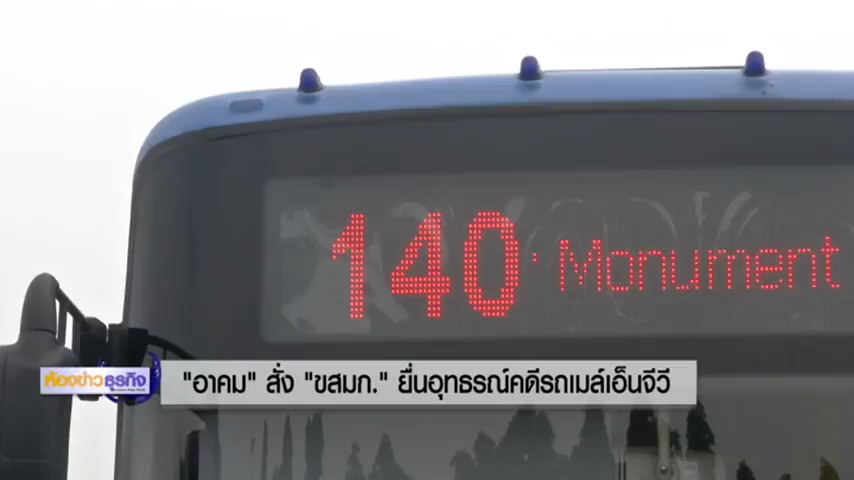 140 Monument
ห้องข่าวธุรกิจ
"อาคม" สั่ง "ขสมก." ยื่นอุทธรณ์คดีรถเมล์เอ็นจีวี